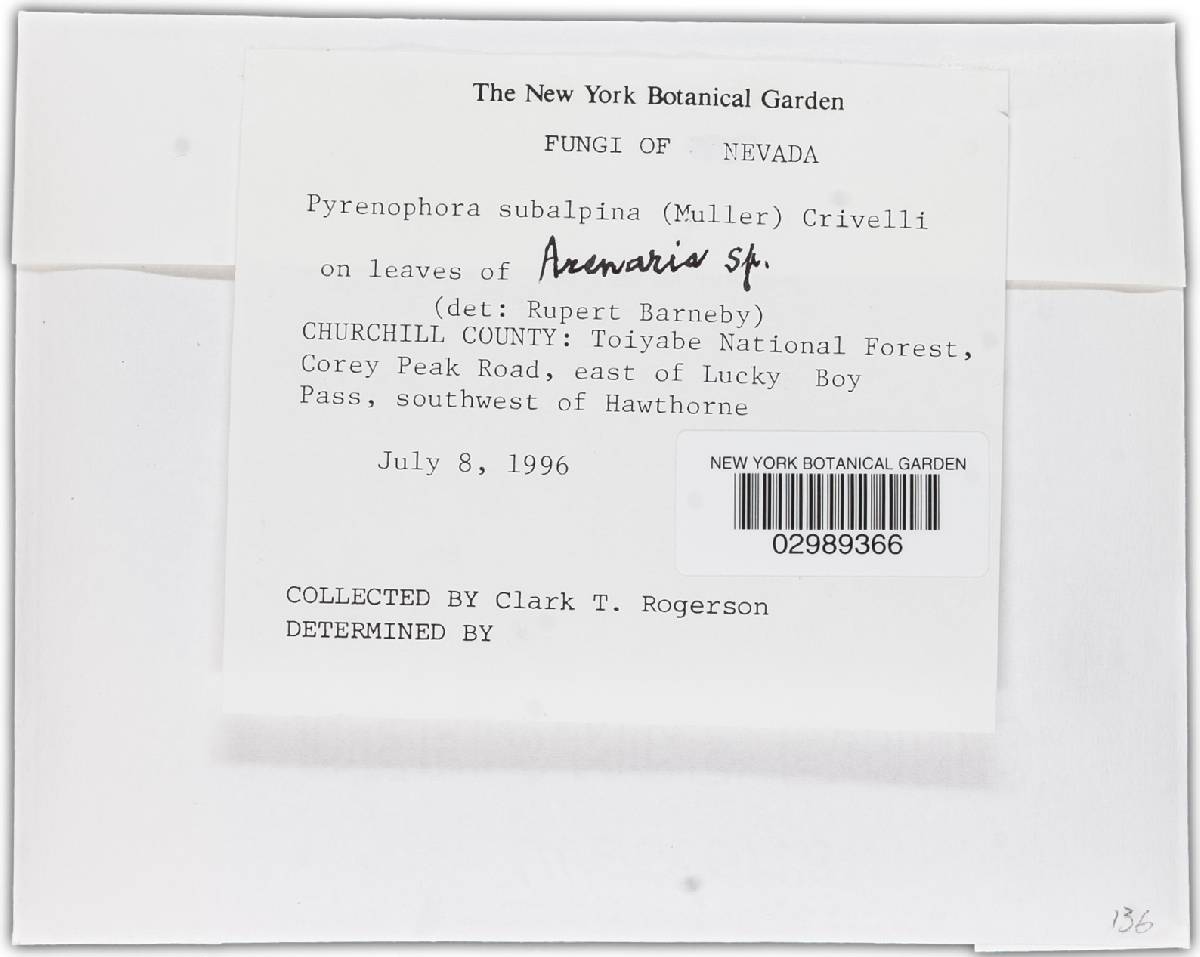 The New York Botanical Garden
FUNGI OF NEVADA
Pyrenophora subalpina (Muller) Crivelli
on leaves of Arenaria sp.
(det: Rupert Barneby)
CHURCHILL COUNTY: Toiyabe National Forest,
Corey Peak Road, east of Lucky Boy
Pass, southwest of Hawthorne
July 8, 1996
NEW YORK BOTANICAL GARDEN
02989366
COLLECTED BY Clark T. Rogerson
DETERMINED BY
136